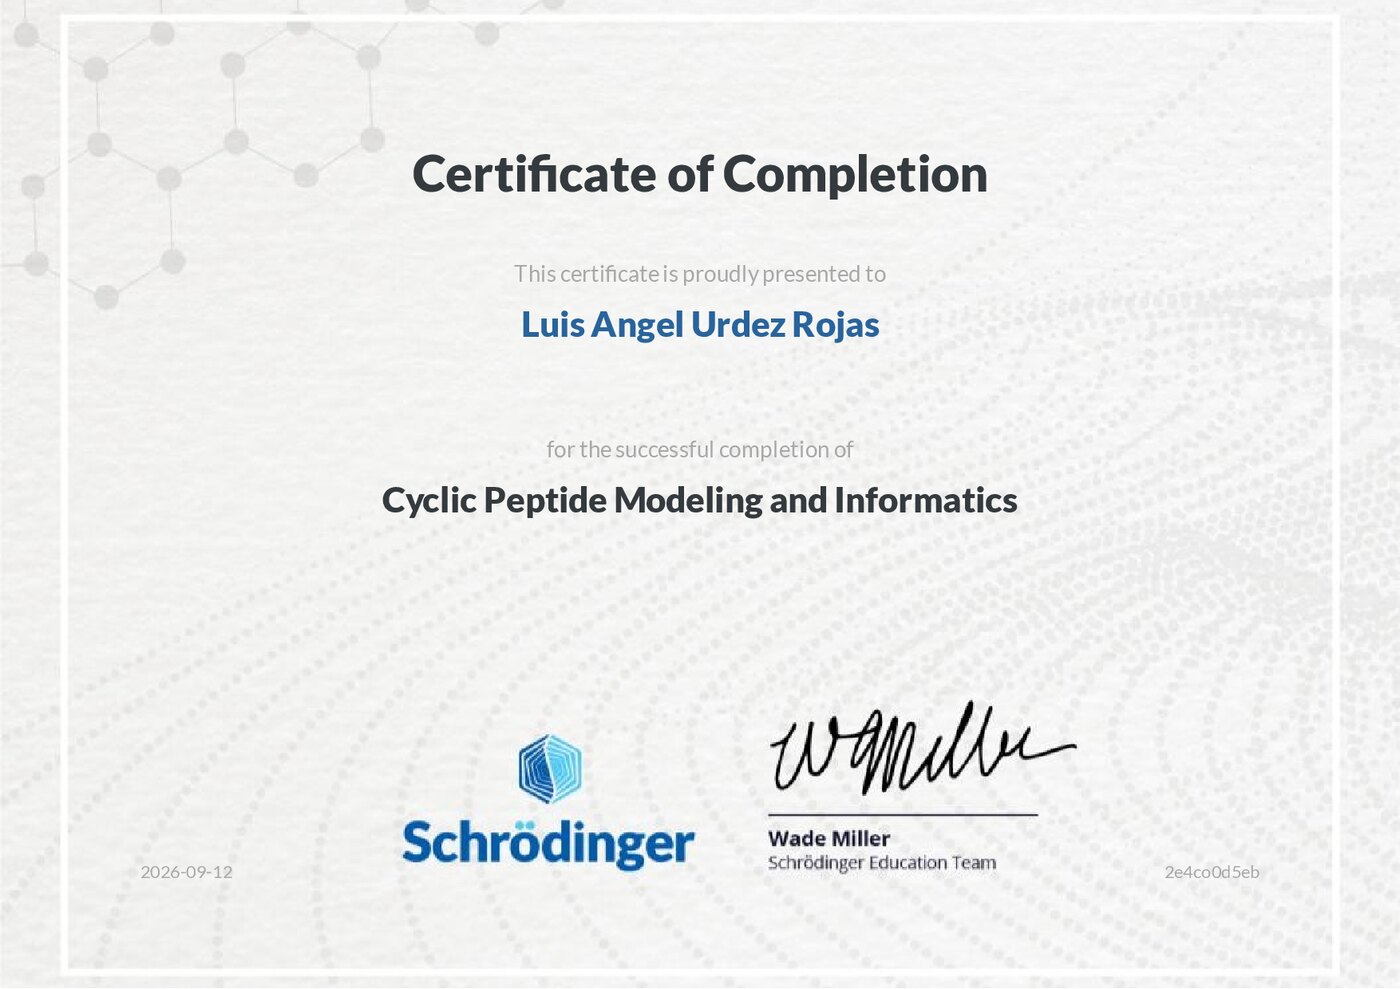 Certificate of Completion
This certificate is proudly presented to
Luis Angel Urdez Rojas
for the successful completion of
Cyclic Peptide Modeling and Informatics
W Miller
Schrödinger
Wade Miller
Schrödinger Education Team
2026-09-12
2e4co0d5eb